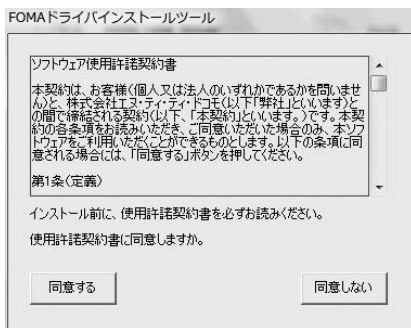 FOMAドライバインストールツール
ソフトウェア使用許諾契約書
本契約は、お客様(個人又は法人のいずれかであるかを問いませ
ん)と、株式会社エヌ・ティ・ティ・ドコモ(以下「弊社」といいます)と
の間で締結される契約(以下、「本契約」といいます。)です。本契
約の各条項をお読みいただき、ご同意いただいた場合のみ、本ソフ
トウェアをご利用いただくことができるものとします。以下の条項に同
意される場合には、「同意する」ボタンを押してください。
第1条(定義)
インストール前に、使用許諾契約書を必ずお読みください。
使用許諾契約書に同意しますか。
同意する
同意しない